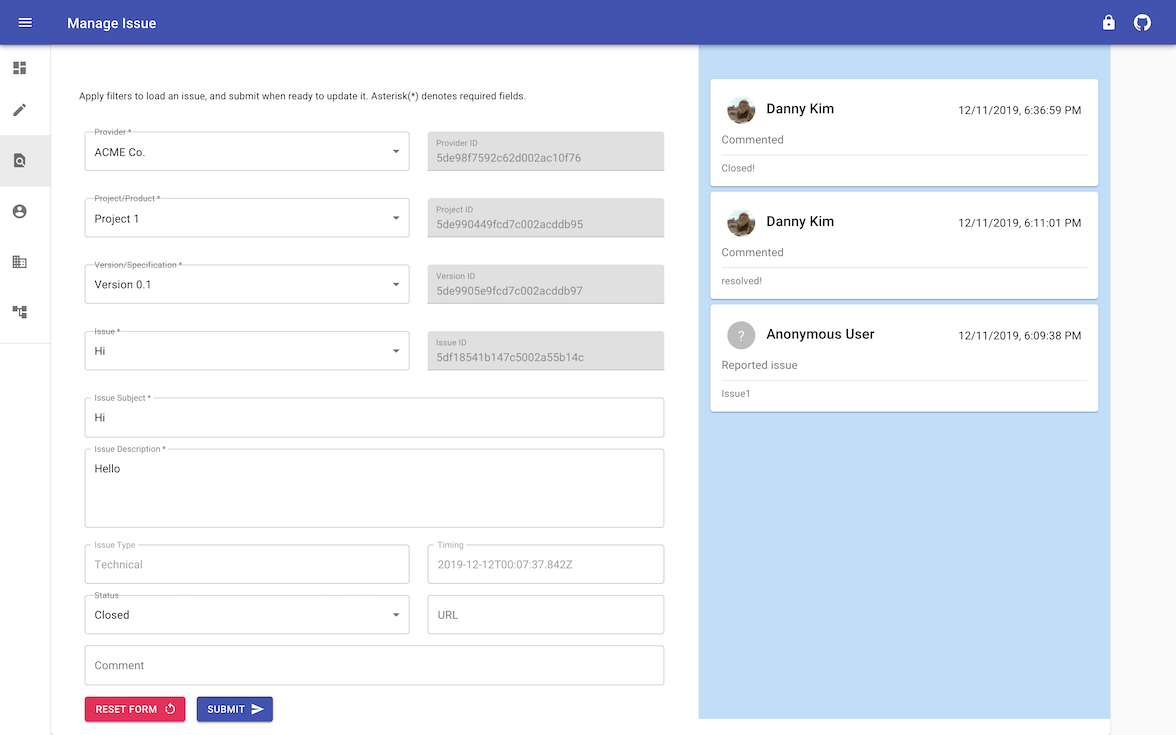 Manage Issue
Apply filters to load an issue, and submit when ready to update it. Asterisk(*) denotes required fields.
Provider *
ACME Co.
Provider ID
5de98f7592c62d002ac10f76
Project/Product *
Project 1
Project ID
5de990449fcd7c002acddb95
Version/Specification *
Version 0.1
Version ID
5de9905e9fcd7c002acddb97
Issue *
Hi
Issue ID
5df18541b147c5002a55b14c
Issue Subject *
Hi
Issue Description *
Hello
Issue Type
Technical
Timing
2019-12-12T00:07:37.842Z
Status
Closed
URL
Comment
RESET FORM
SUBMIT
Danny Kim
12/11/2019, 6:36:59 PM
Commented
Closed!
Danny Kim
12/11/2019, 6:11:01 PM
Commented
resolved!
?
Anonymous User
12/11/2019, 6:09:38 PM
Reported issue
Issue1